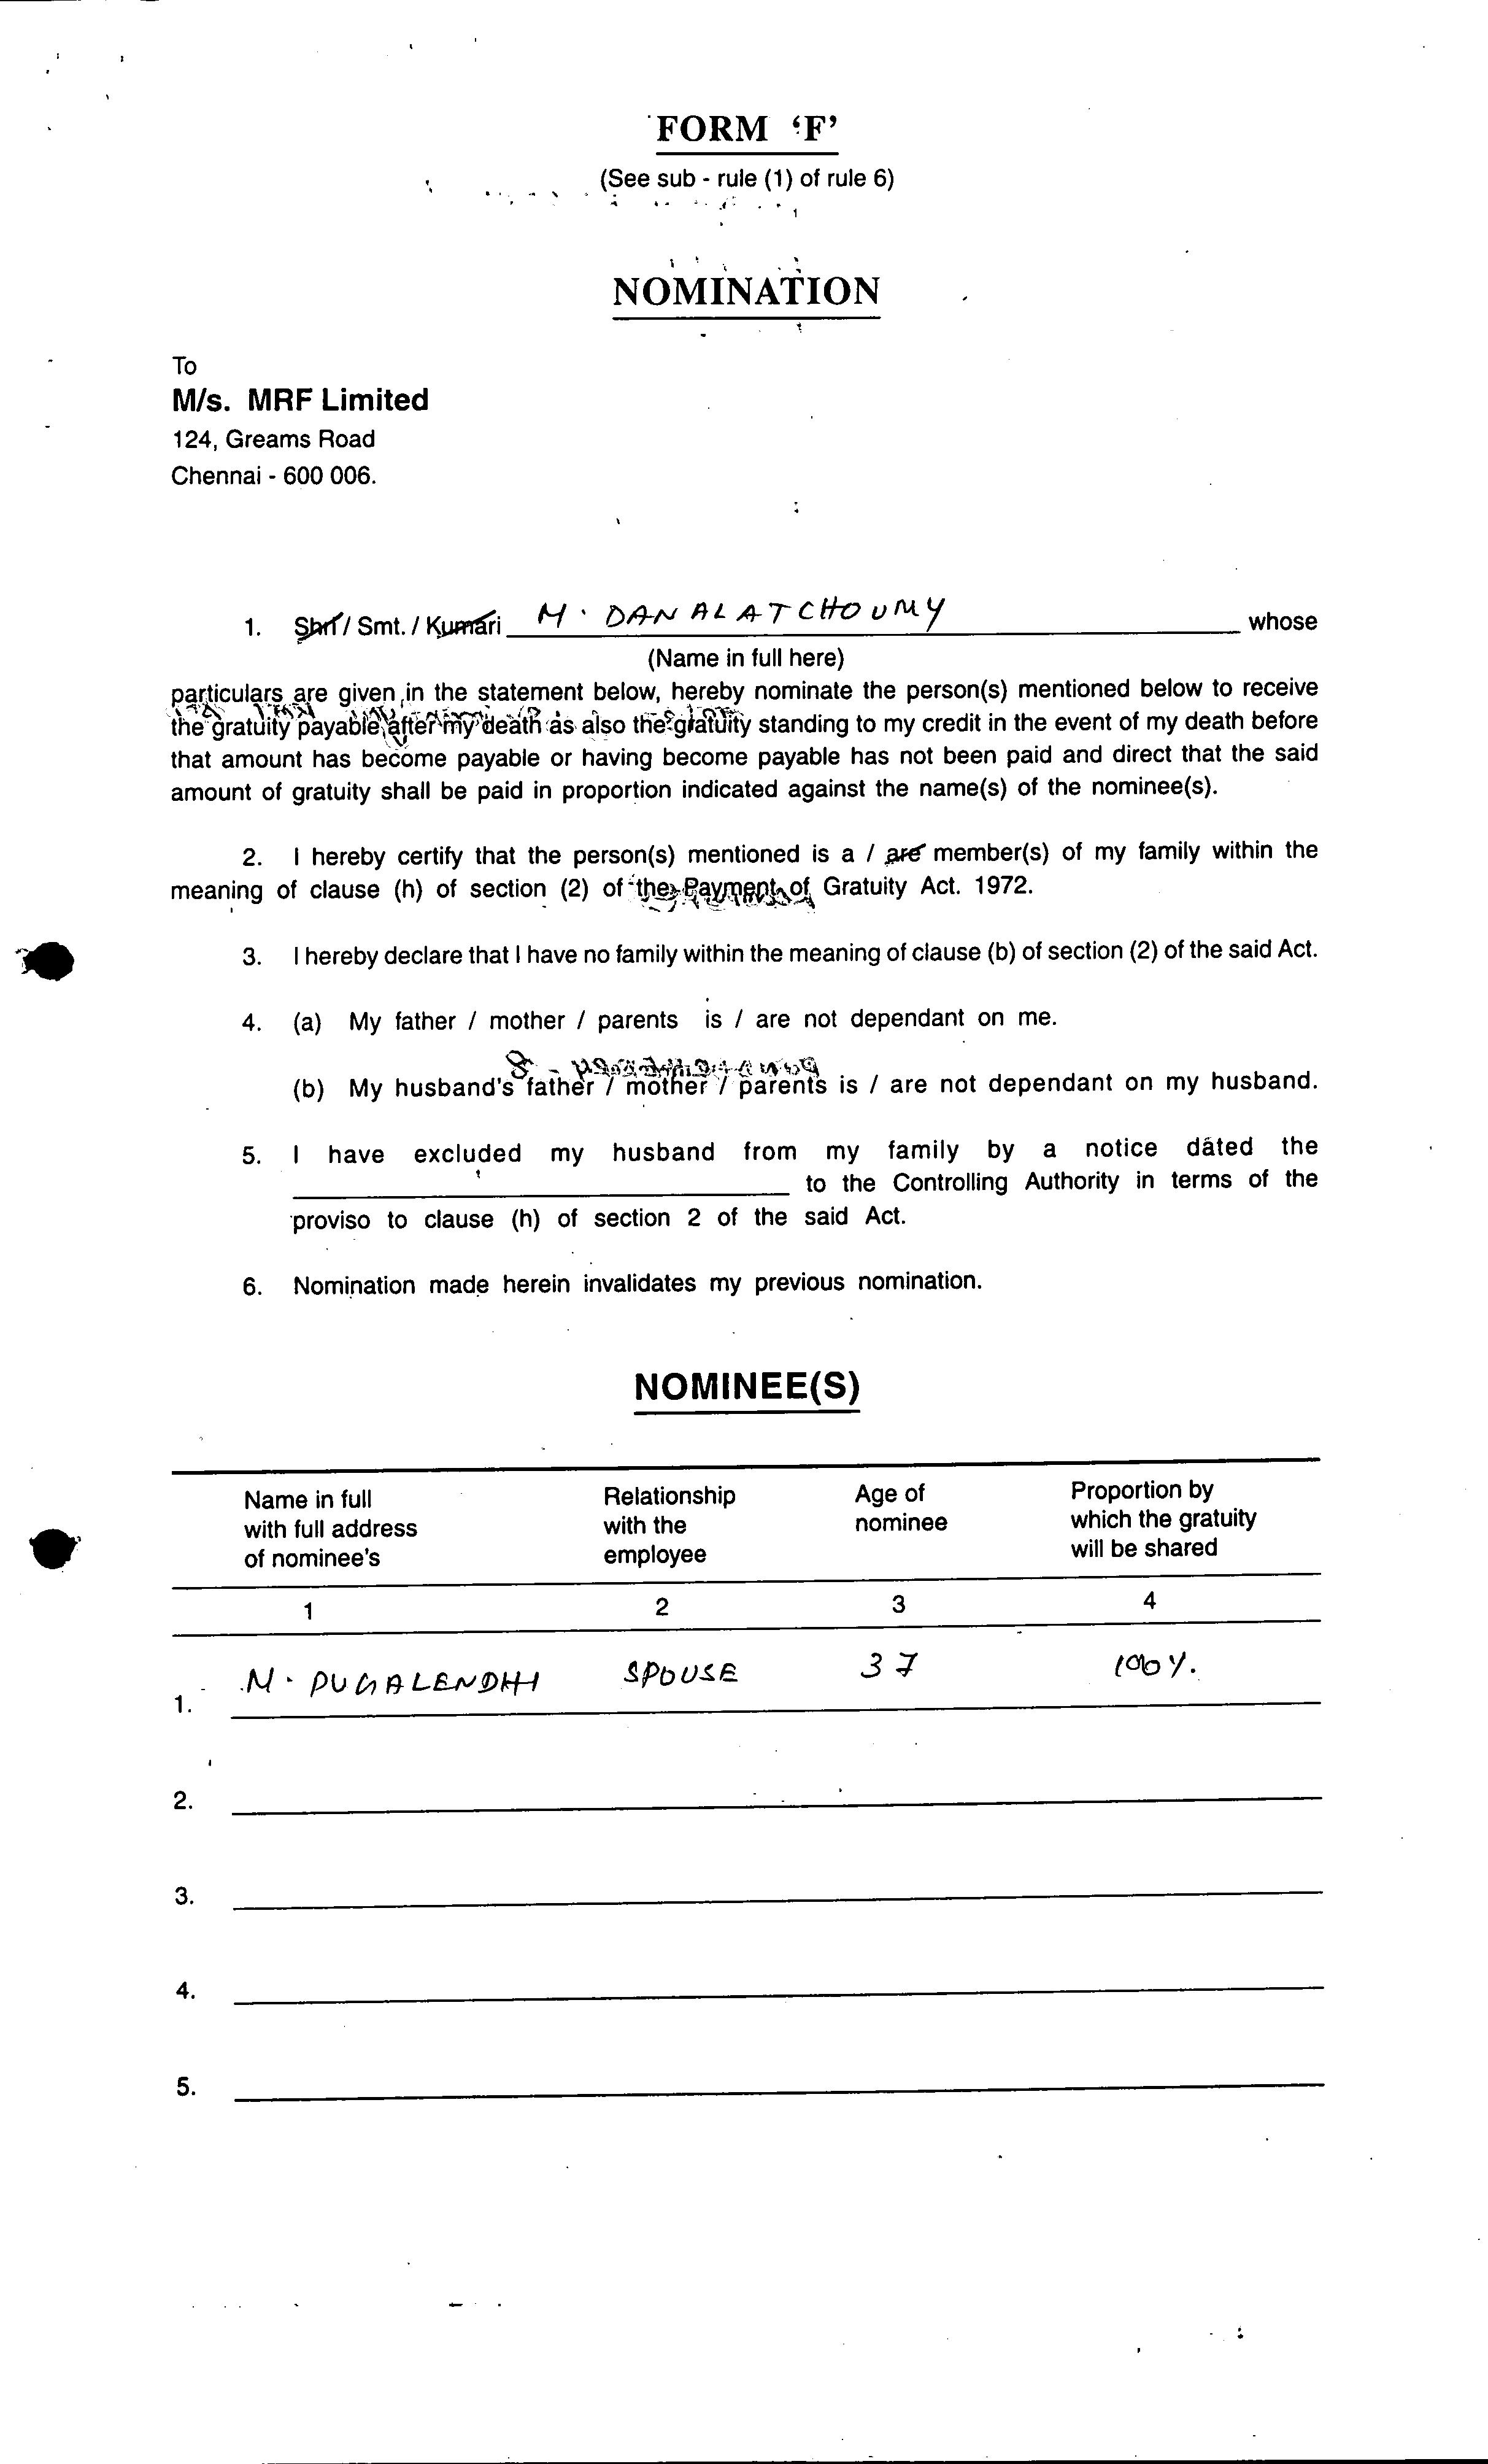 FORM ‘F’
(See sub - rule (1) of rule 6)
NOMINATION
To
M/s. MRF Limited
124, Greams Road
Chennai - 600 006.
1. Shri / Smt. / Kumari M. DANALATCHOUMY whose
(Name in full here)
particulars are given in the statement below, hereby nominate the person(s) mentioned below to receive
the gratuity payable after my death as also the gratuity standing to my credit in the event of my death before
that amount has become payable or having become payable has not been paid and direct that the said
amount of gratuity shall be paid in proportion indicated against the name(s) of the nominee(s).
2. I hereby certify that the person(s) mentioned is a / are member(s) of my family within the
meaning of clause (h) of section (2) of the Payment of Gratuity Act. 1972.
3. I hereby declare that I have no family within the meaning of clause (b) of section (2) of the said Act.
4. (a) My father / mother / parents is / are not dependant on me.
(b) My husband's father / mother / parents is / are not dependant on my husband.
5. I have excluded my husband from my family by a notice dated the
to the Controlling Authority in terms of the
proviso to clause (h) of section 2 of the said Act.
6. Nomination made herein invalidates my previous nomination.
NOMINEE(S)
Name in full Relationship Age of Proportion by
with full address with the nominee which the gratuity
of nominee's employee will be shared
1 2 3 4
1. M. PUGALENDHI SPOUSE 37 100%.
2.
3.
4.
5.